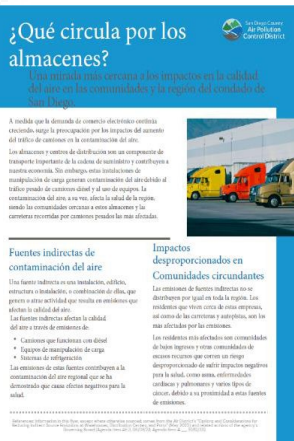 ¿Qué circula por los
almacenes?
San Diego County
Air Pollution
Control District
Una mirada más cercana a los impactos en la calidad
del aire en las comunidades y la región del condado de
San Diego
A medida que la demanda de comercio electrónico continúa
creciendo, surge la preocupación por los impactos del aumento
del tráfico de camiones en la contaminación del aire.
Los almacenes y centros de distribución son un componente de
transporte importante de la cadena de suministro y contribuyen a
nuestra economía. Sin embargo, estas instalaciones de
manipulación de carga generan contaminación del aire debido al
tráfico pesado de camiones diésel y al uso de equipos. La
contaminación del aire, a su vez, afecta la salud de la región,
siendo las comunidades cercanas a estos almacenes y las
carreteras recorridas por camiones pesados las más afectadas.
Fuentes indirectas de
contaminación del aire
Una fuente indirecta es una instalación, edificio,
estructura o instalación, o combinación de ellas, que
genera o atrae actividad que resulta en emisiones que
afectan la calidad del aire.
Las fuentes indirectas afectan la calidad
del aire a través de emisiones de:
• Camiones que funcionan con diésel
• Equipos de manipulación de carga
• Sistemas de refrigeración
Las emisiones de estas fuentes contribuyen a la
contaminación del aire regional que se ha
demostrado que causa efectos negativos para la
salud.
Impactos
desproporcionados en
Comunidades circundantes
Las emisiones de fuentes indirectas no se
distribuyen por igual en toda la región. Los
residentes que viven cerca de estas empresas,
así como de las carreteras y autopistas, son los
más afectados por las emisiones.
Los residentes más afectados son comunidades
de bajos ingresos y otras comunidades de
escasos recursos que corren un riesgo
desproporcionado de sufrir impactos negativos
para la salud, como asma, enfermedades
cardíacas y pulmonares y varios tipos de
cáncer, debido a su proximidad a estas fuentes
de emisiones.